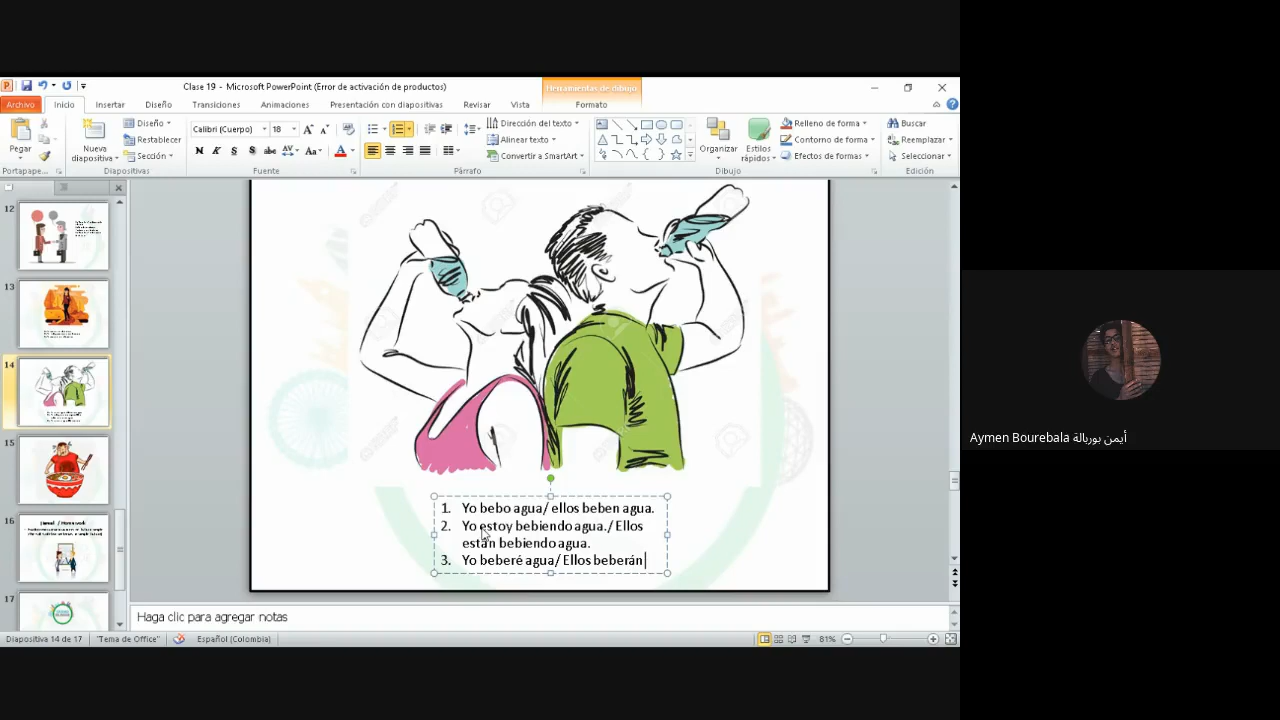 Clase 19 - Microsoft PowerPoint (Error de activación de productos)
Herramientas de dibujo
Archivo Inicio Insertar Diseño Transiciones Animaciones Presentación con diapositivas Revisar Vista Formato
Pegar
Nueva diapositiva
Diseño
Restablecer
Sección
Calibri (Cuerpo) 18
Dirección del texto
Alinear texto
Convertir a SmartArt
Organizar
Estilos rápidos
Relleno de forma
Contorno de forma
Efectos de formas
Buscar
Reemplazar
Seleccionar
Portapape... Diapositivas Fuente Párrafo Dibujo Edición
12
13
14
15
16
17
1. Yo bebo agua/ ellos beben agua.
2. Yo estoy bebiendo agua./ Ellos
están bebiendo agua.
3. Yo beberé agua/ Ellos beberán
Haga clic para agregar notas
Diapositiva 14 de 17 "Tema de Office" Español (Colombia) 81%
Aymen Bourebala أيمن بوربالة